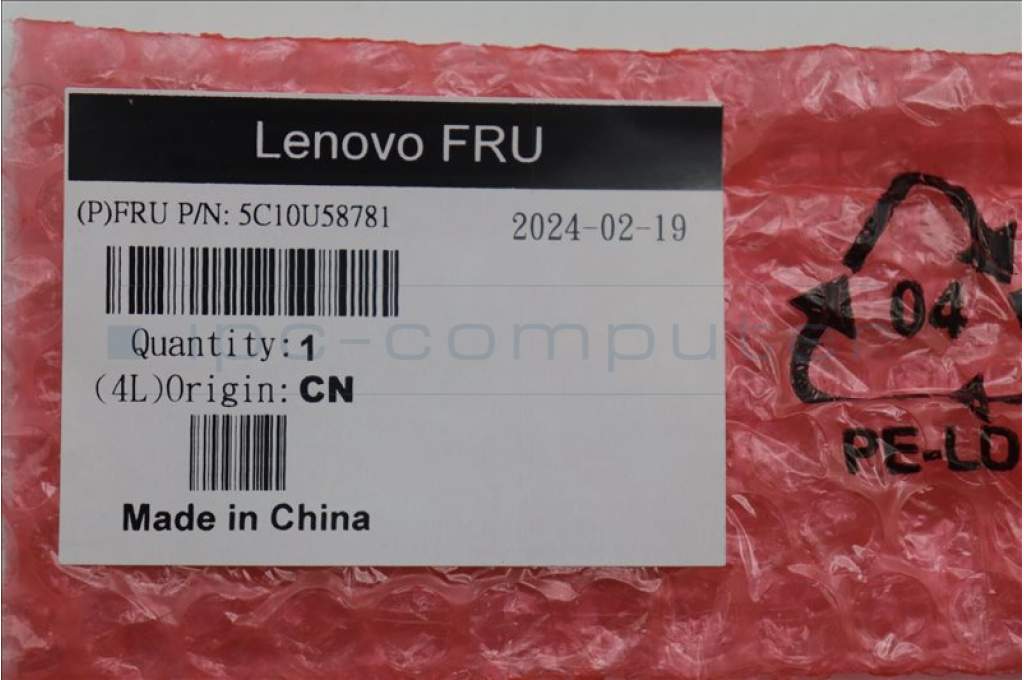 Lenovo FRU
(P)FRU P/N: 5C10U58781
2024-02-19
Quantity: 1
(4L)Origin: CN
Made in China
04
PE-LD